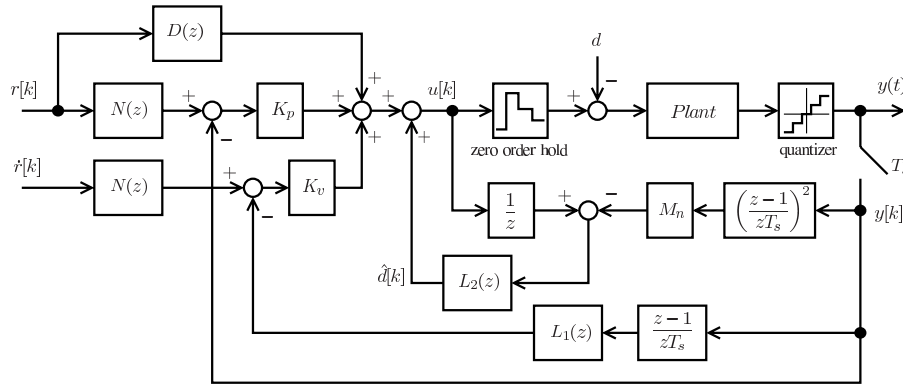 D(z)
d
r[k]
N(z)
+
−
K_p
+
+
+
+
+
u[k]
zero order hold
+
−
Plant
quantizer
y(t)
ṙ[k]
N(z)
+
−
K_v
1/z
+
−
M_n
((z − 1)/(zT_s))^2
y[k]
d̂[k]
L_2(z)
L_1(z)
(z − 1)/(zT_s)